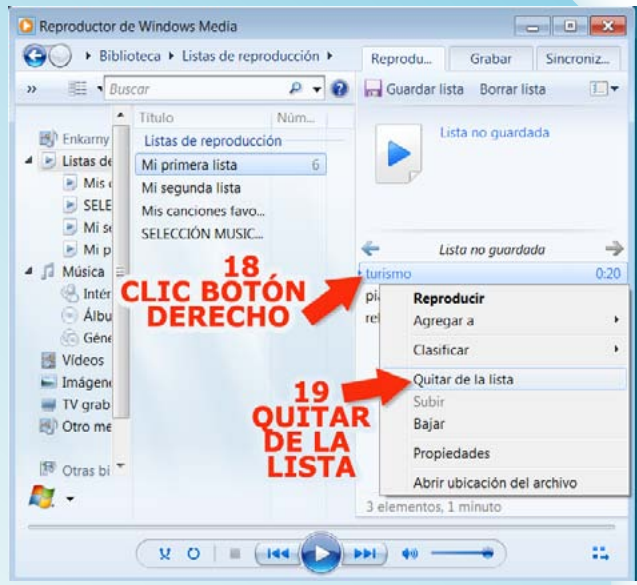 Reproductor de Windows Media
Biblioteca ▸ Listas de reproducción ▸
Reprodu...
Grabar
Sincroniz...
»
Buscar
Guardar lista
Borrar lista
Título
Núm...
Enkarny
Listas de
Mis
SELE
Mi se
Mi p
Música
Intér
Álbu
Géne
Vídeos
Imágene
TV grab
Otro me
Otras bi
Listas de reproducción
Mi primera lista 6
Mi segunda lista
Mis canciones favo...
SELECCIÓN MUSIC...
Lista no guardada
Lista no guardada
turismo 0:20
18
CLIC BOTÓN
DERECHO
Reproducir
Agregar a
Clasificar
Quitar de la lista
Subir
Bajar
Propiedades
Abrir ubicación del archivo
19
QUITAR
DE LA
LISTA
3 elementos, 1 minuto